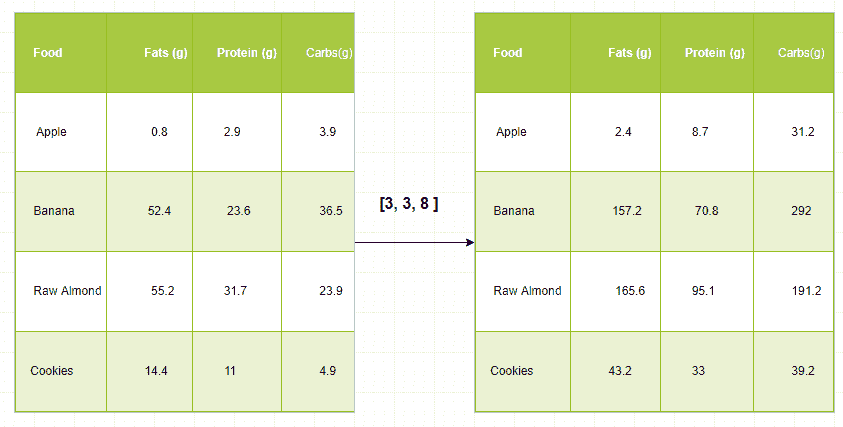 Food Fats (g) Protein (g) Carbs(g)
Apple 0.8 2.9 3.9
Banana 52.4 23.6 36.5
Raw Almond 55.2 31.7 23.9
Cookies 14.4 11 4.9
[3, 3, 8 ]
Food Fats (g) Protein (g) Carbs(g)
Apple 2.4 8.7 31.2
Banana 157.2 70.8 292
Raw Almond 165.6 95.1 191.2
Cookies 43.2 33 39.2